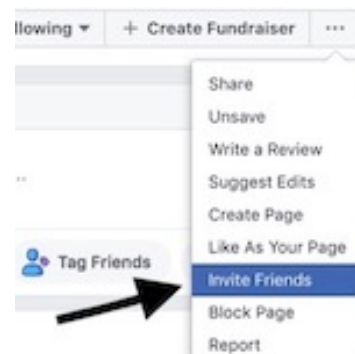 llowing ▾ + Create Fundraiser ...
Share
Unsave
Write a Review
Suggest Edits
Create Page
Like As Your Page
Tag Friends
Invite Friends
Block Page
Report